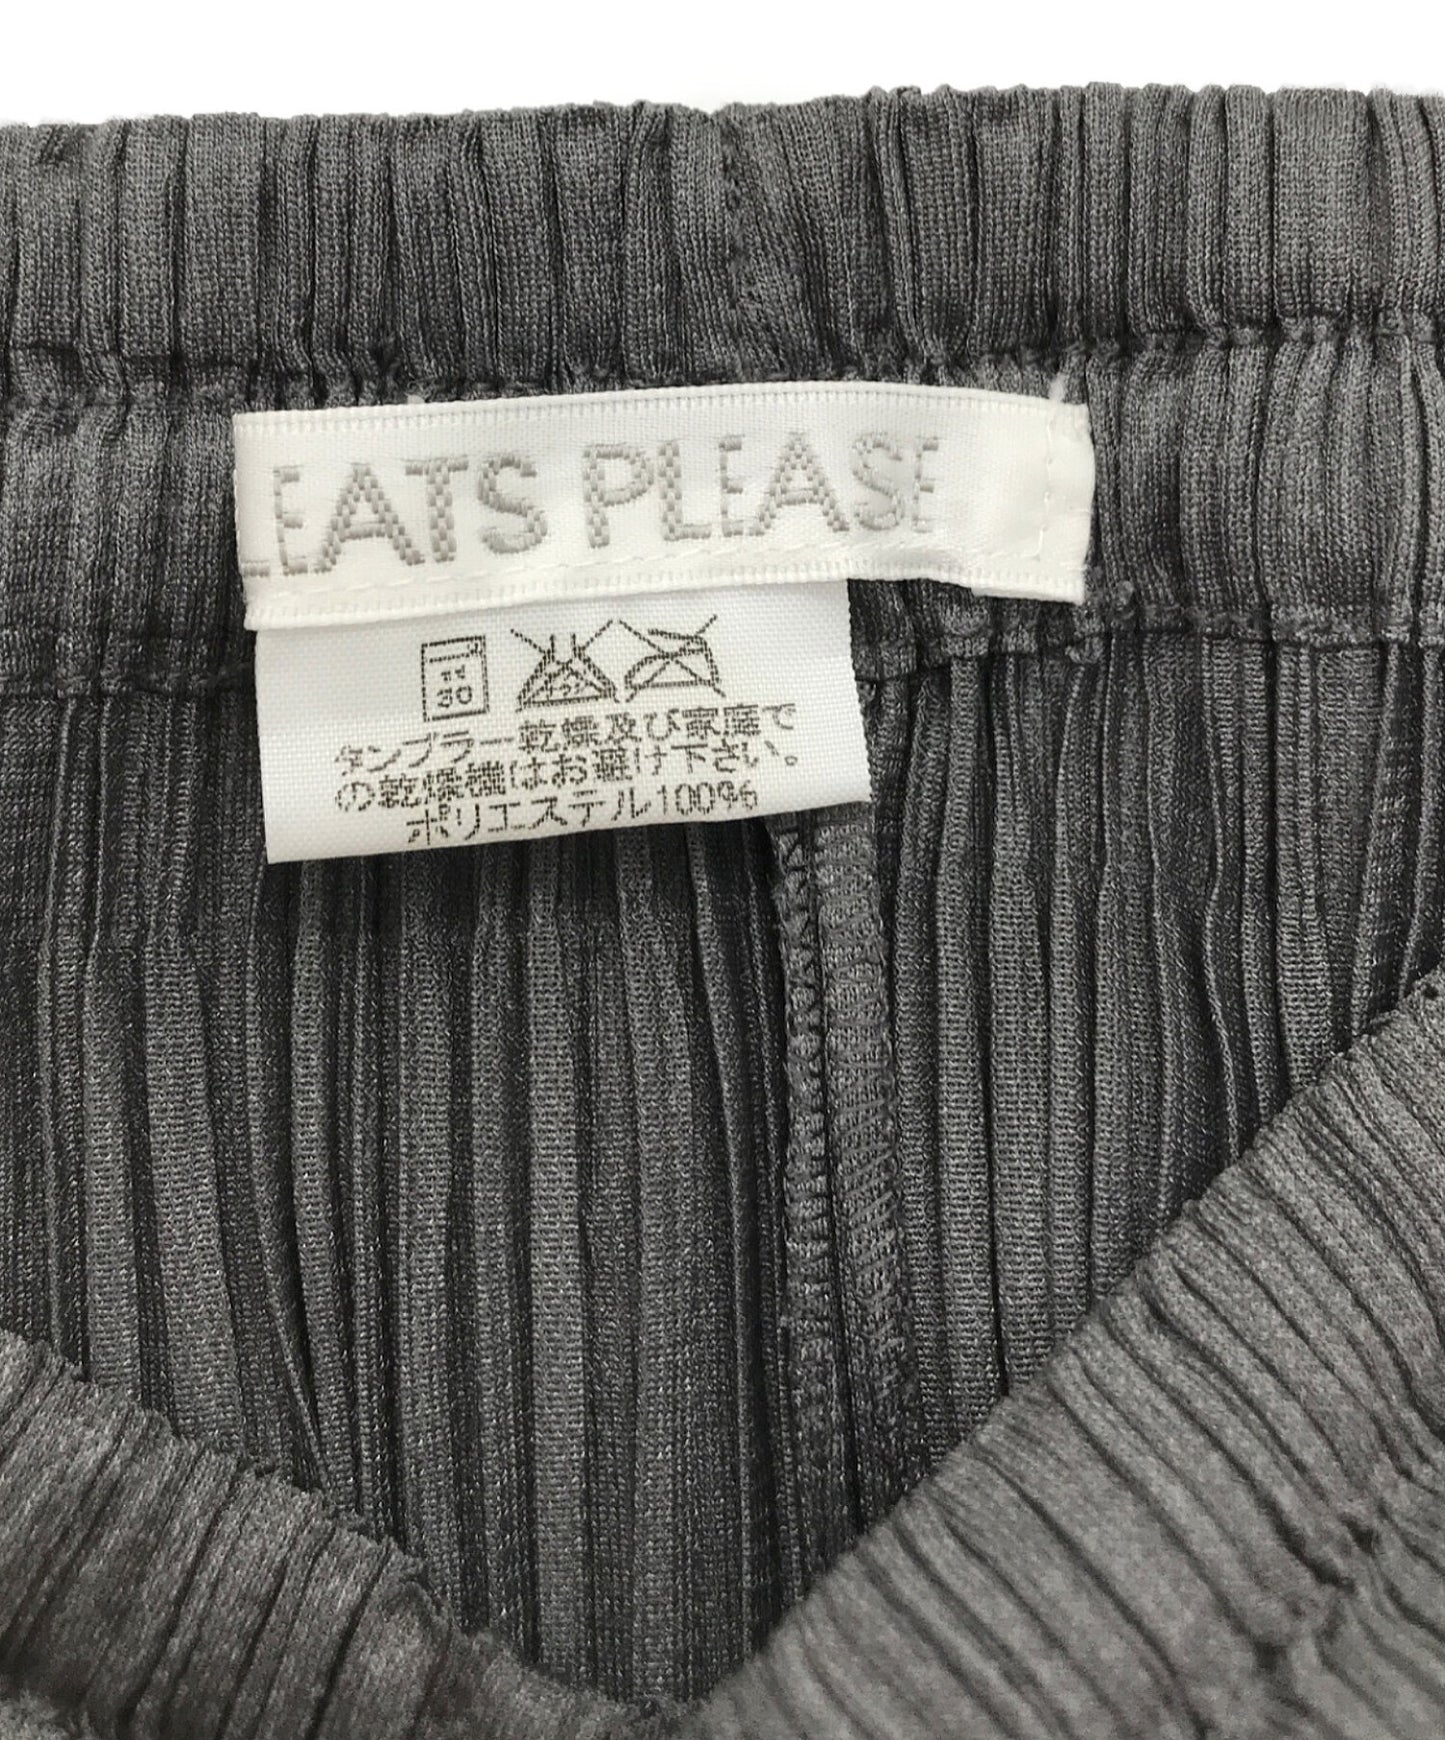 LEATS PLEASE
30
タンブラー乾燥及び家庭で
の乾燥機はお避け下さい。
ポリエステル100%